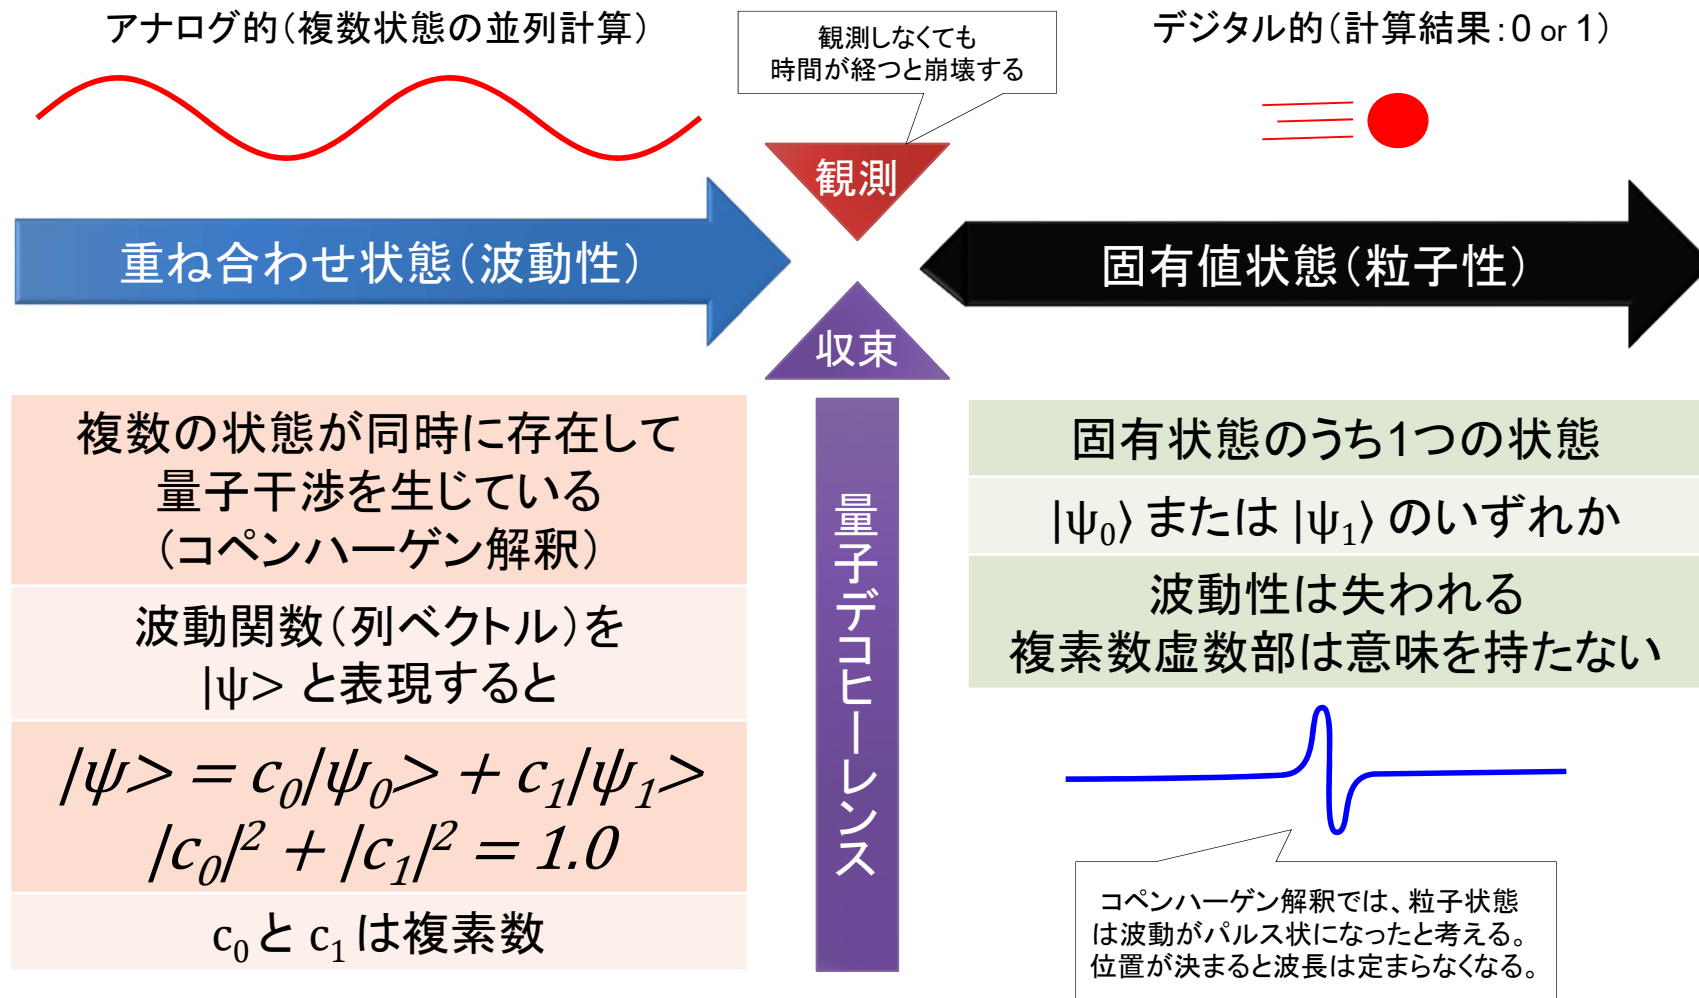 アナログ的（複数状態の並列計算）
観測しなくても
時間が経つと崩壊する
デジタル的（計算結果：0 or 1）
観測
重ね合わせ状態（波動性）
固有値状態（粒子性）
収束
複数の状態が同時に存在して
量子干渉を生じている
（コペンハーゲン解釈）
波動関数（列ベクトル）を
|ψ> と表現すると
|ψ> = c₀|ψ₀> + c₁|ψ₁>
|c₀|² + |c₁|² = 1.0
c₀ と c₁ は複素数
量子デコヒーレンス
固有状態のうち1つの状態
|ψ₀⟩ または |ψ₁⟩ のいずれか
波動性は失われる
複素数虚数部は意味を持たない
コペンハーゲン解釈では、粒子状態
は波動がパルス状になったと考える。
位置が決まると波長は定まらなくなる。